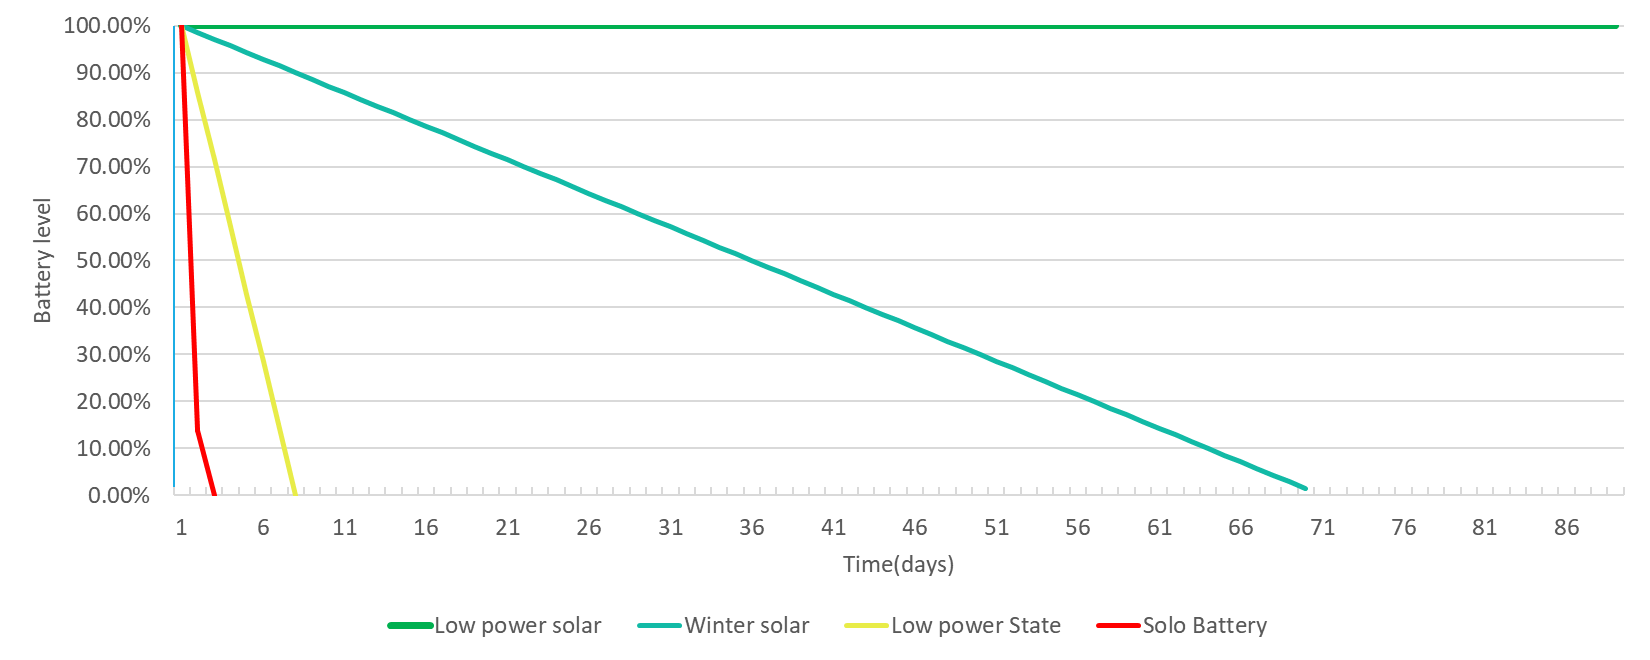 100.00%
90.00%
80.00%
70.00%
60.00%
50.00%
40.00%
30.00%
20.00%
10.00%
0.00%
Battery level
1 6 11 16 21 26 31 36 41 46 51 56 61 66 71 76 81 86
Time(days)
Low power solar Winter solar Low power State Solo Battery